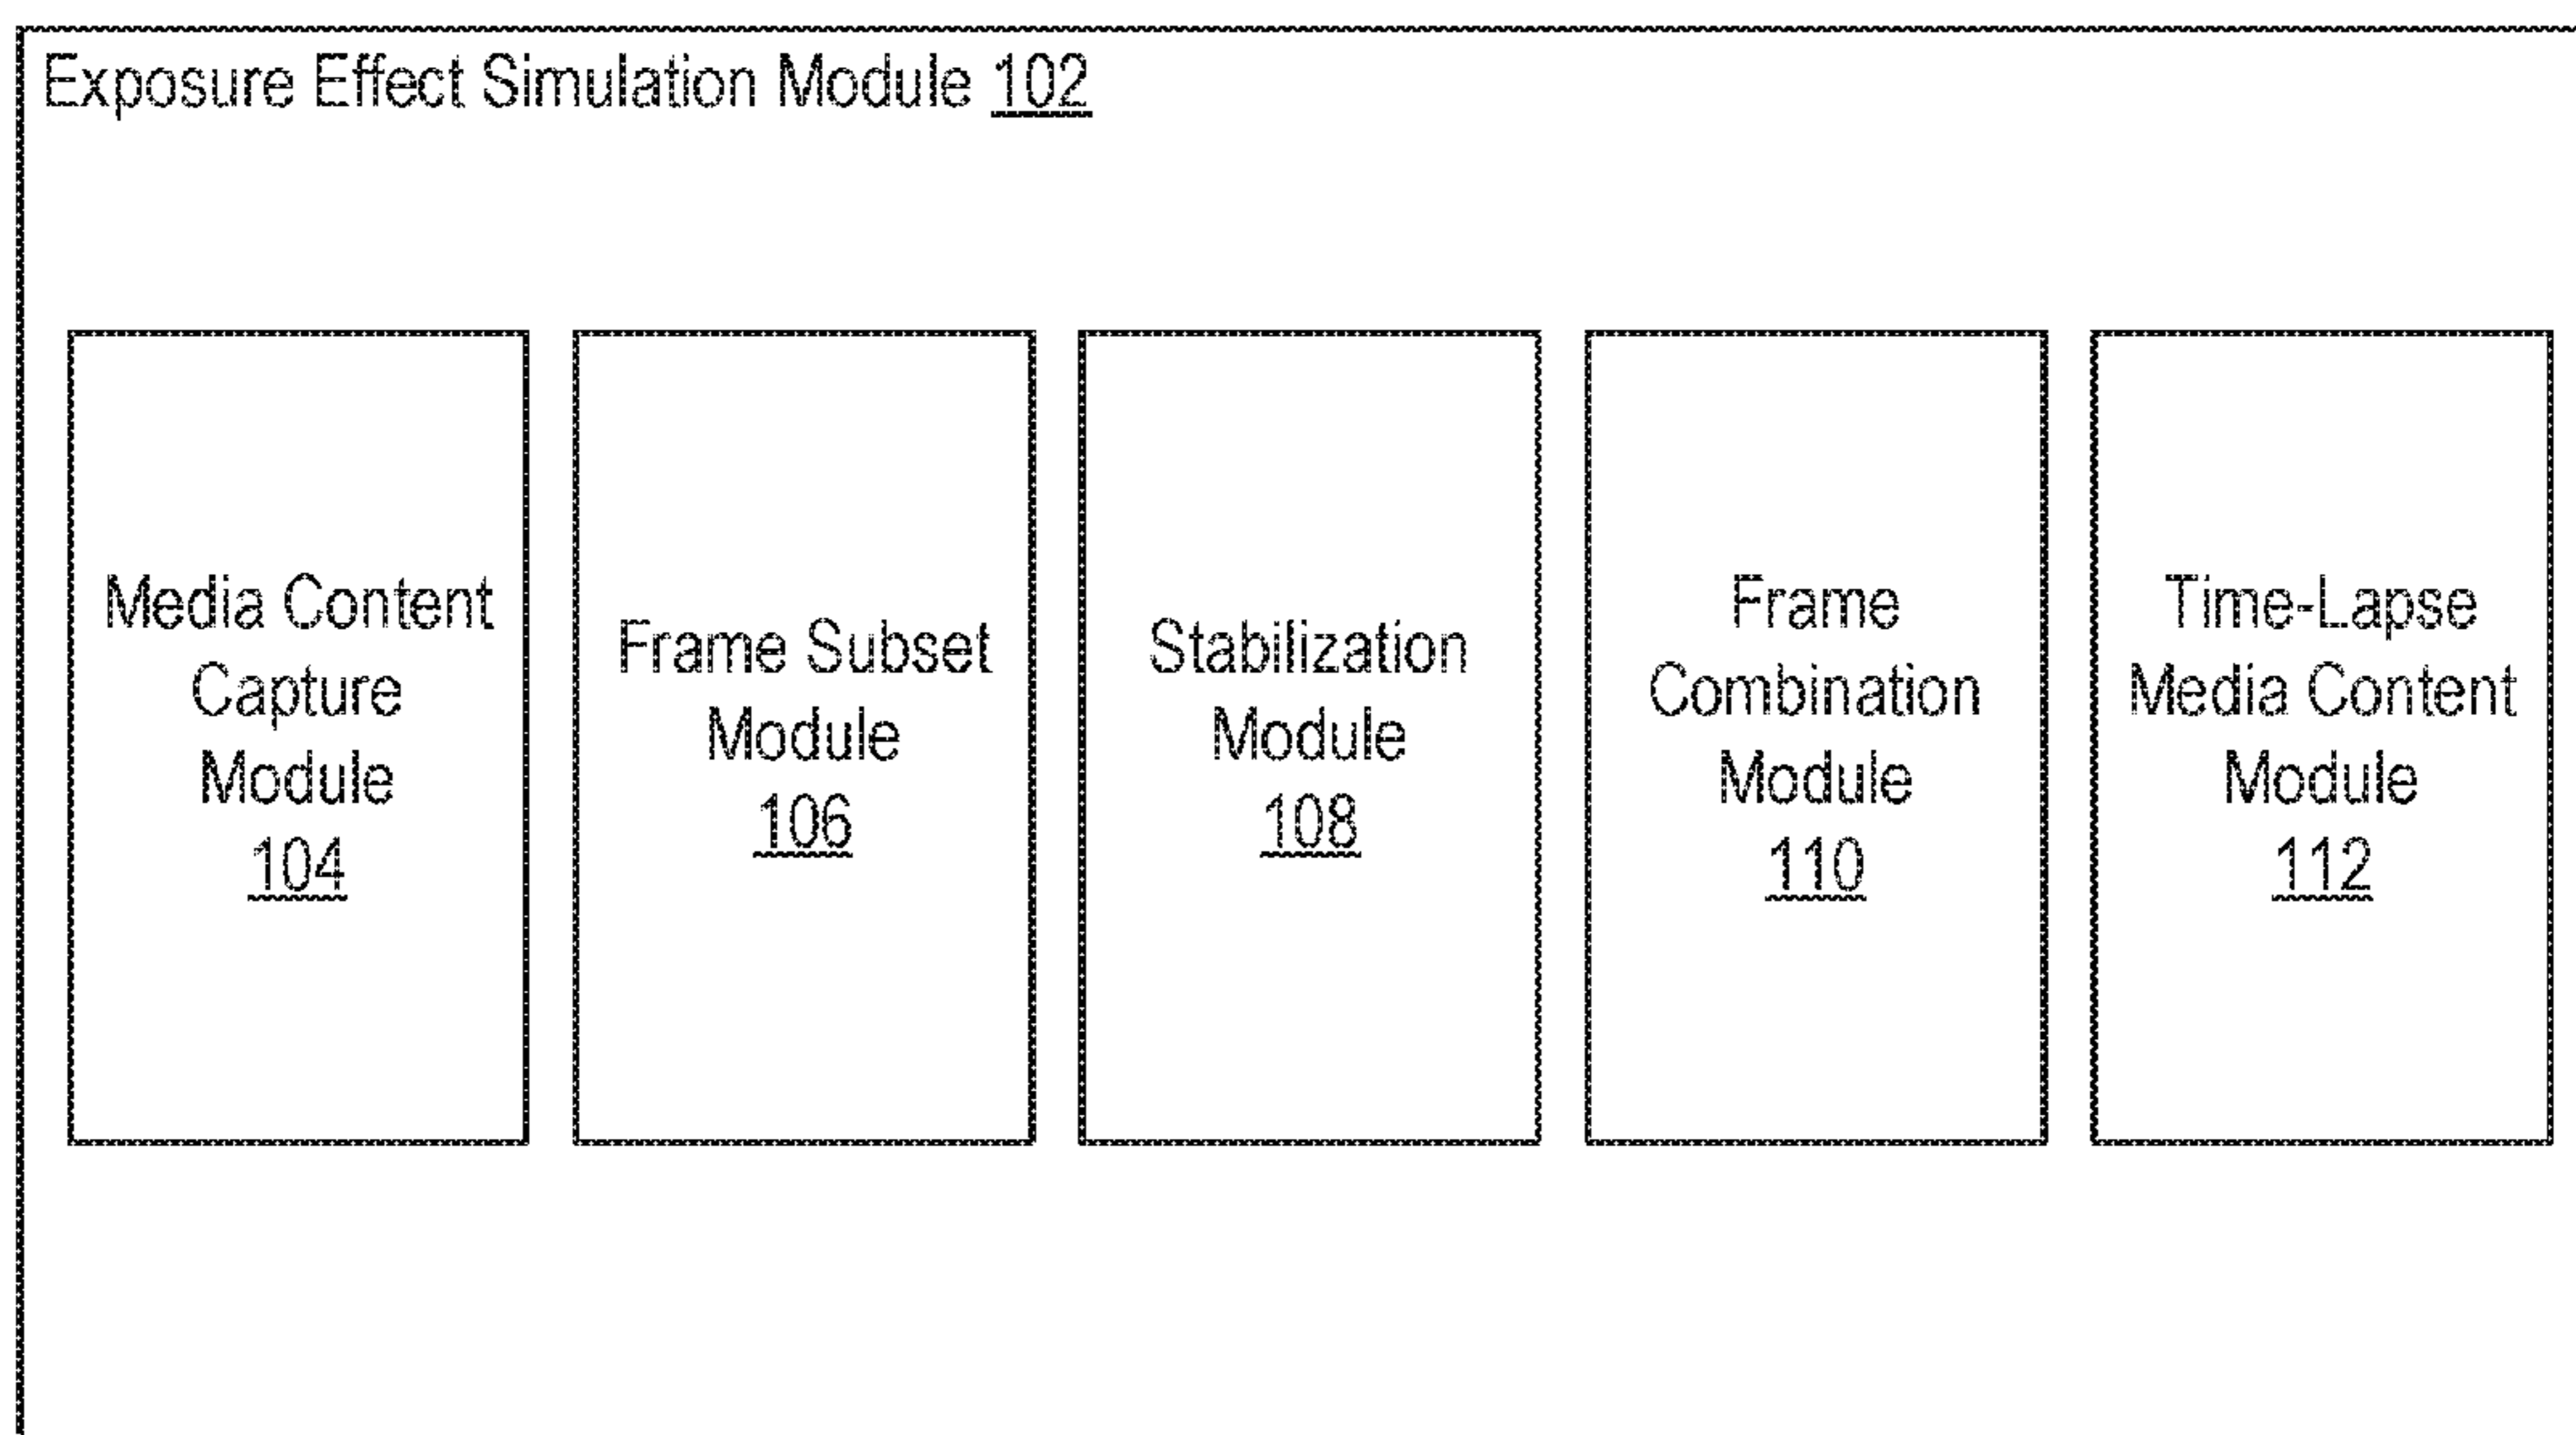 Exposure Effect Simulation Module 102
Media Content
Capture
Module
104
Frame Subset
Module
106
Stabilization
Module
108
Frame
Combination
Module
110
Time-Lapse
Media Content
Module
112